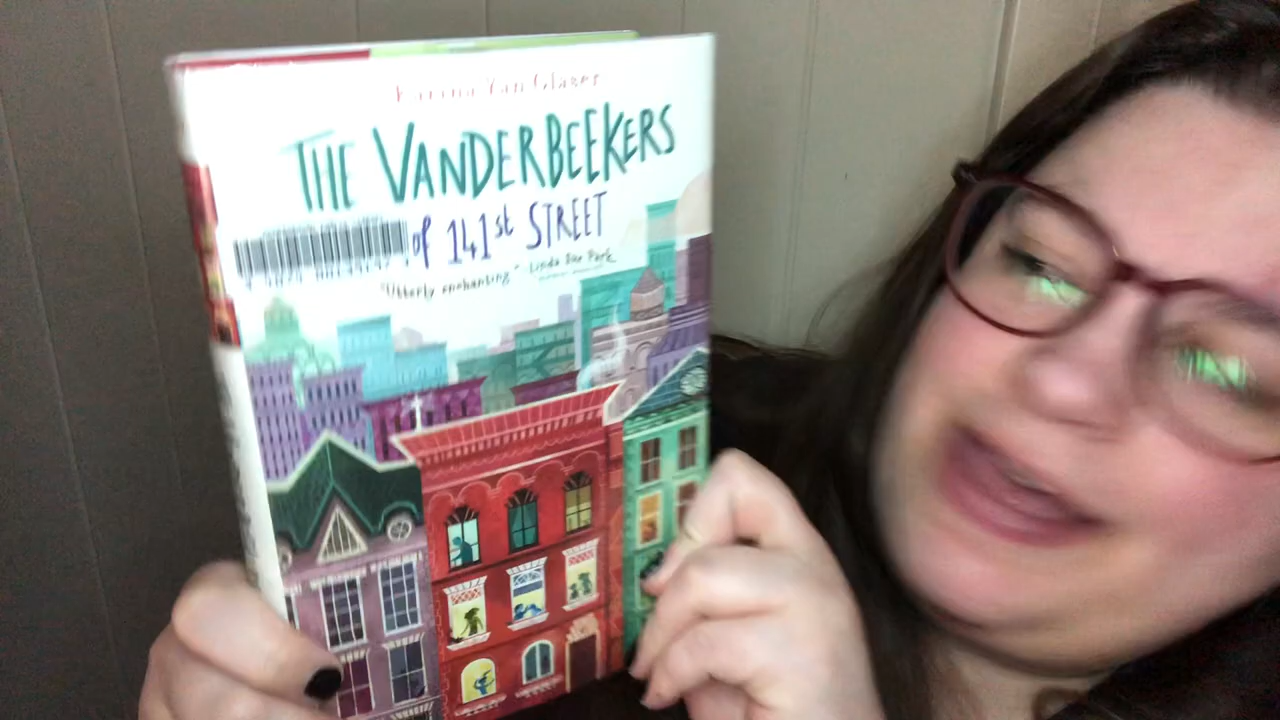 Karina Yan Glaser
THE VANDERBEEKERS
of 141st STREET
"Utterly enchanting." -Linda Sue Park